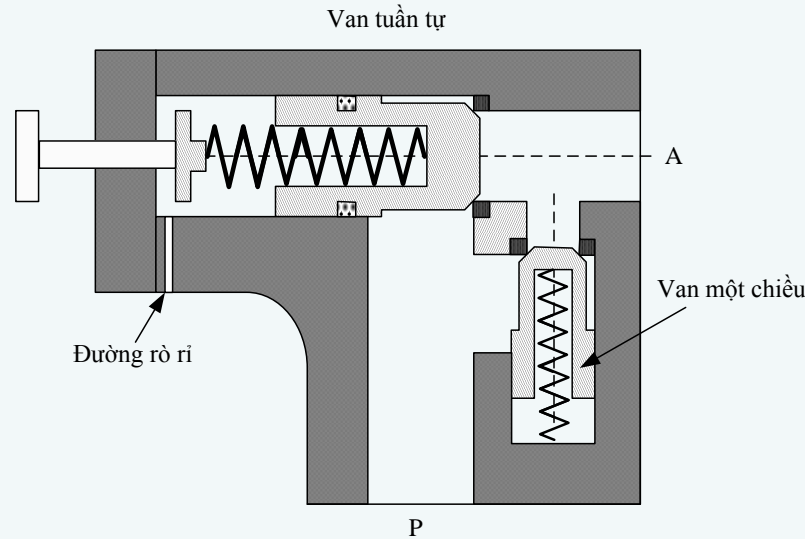 Van tuần tự
A
Van một chiều
Đường rò rỉ
P